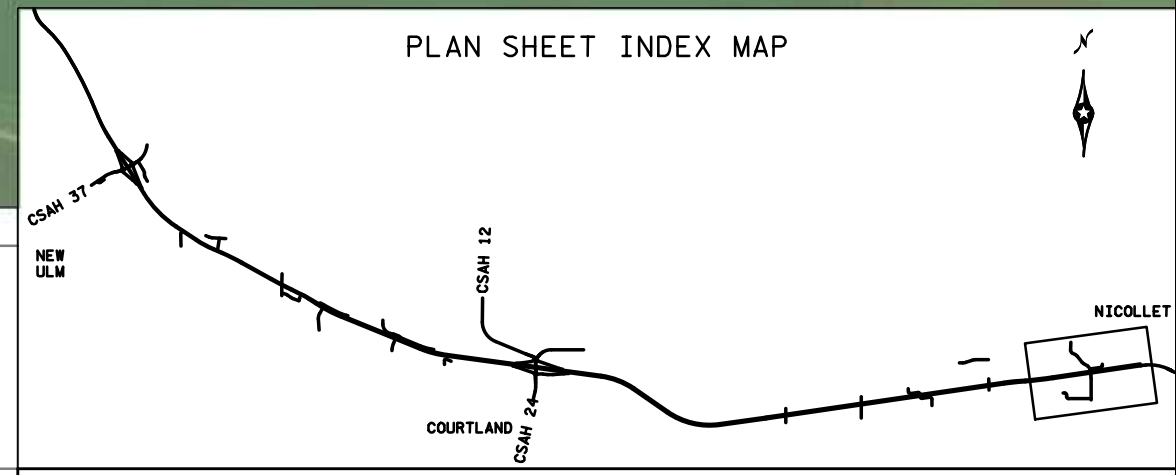 PLAN SHEET INDEX MAP
N
CSAH 37
NEW
ULM
CSAH 12
NICOLLET
COURTLAND
CSAH 24